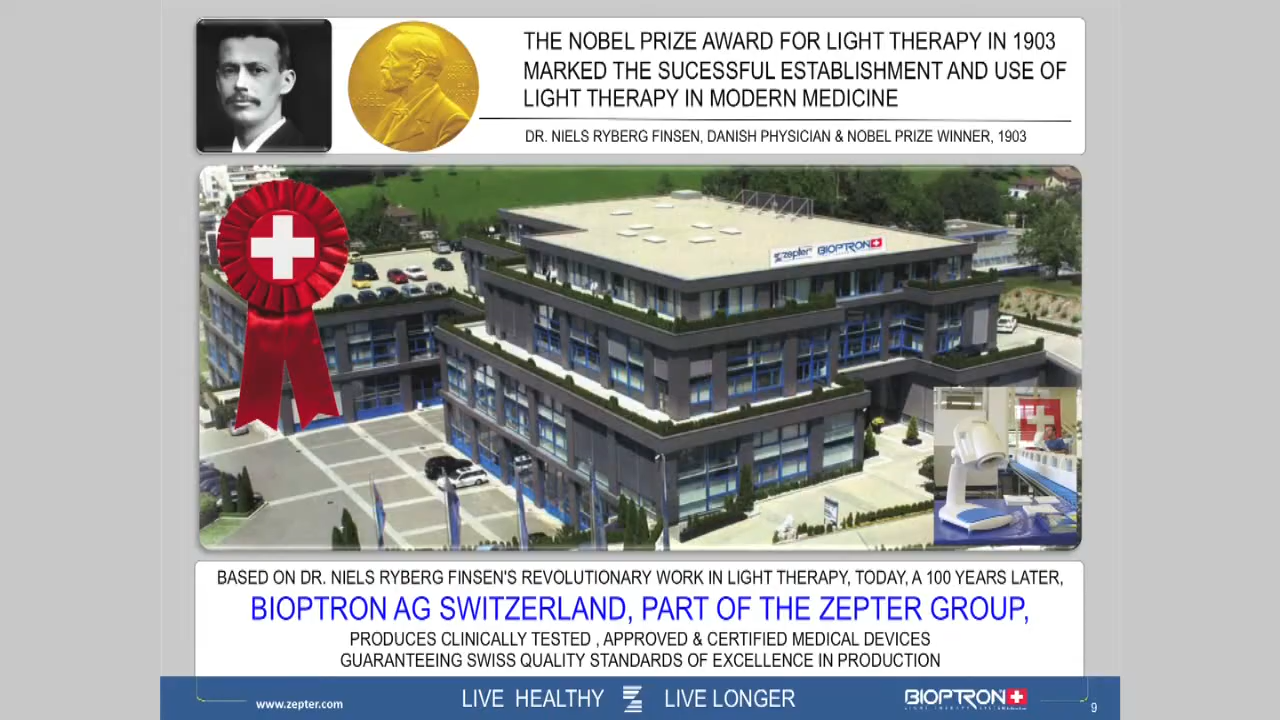 THE NOBEL PRIZE AWARD FOR LIGHT THERAPY IN 1903
MARKED THE SUCESSFUL ESTABLISHMENT AND USE OF
LIGHT THERAPY IN MODERN MEDICINE
DR. NIELS RYBERG FINSEN, DANISH PHYSICIAN & NOBEL PRIZE WINNER, 1903
zepter BIOPTRON
BASED ON DR. NIELS RYBERG FINSEN'S REVOLUTIONARY WORK IN LIGHT THERAPY, TODAY, A 100 YEARS LATER,
BIOPTRON AG SWITZERLAND, PART OF THE ZEPTER GROUP,
PRODUCES CLINICALLY TESTED , APPROVED & CERTIFIED MEDICAL DEVICES
GUARANTEEING SWISS QUALITY STANDARDS OF EXCELLENCE IN PRODUCTION
www.zepter.com
LIVE HEALTHY LIVE LONGER
BIOPTRON
9